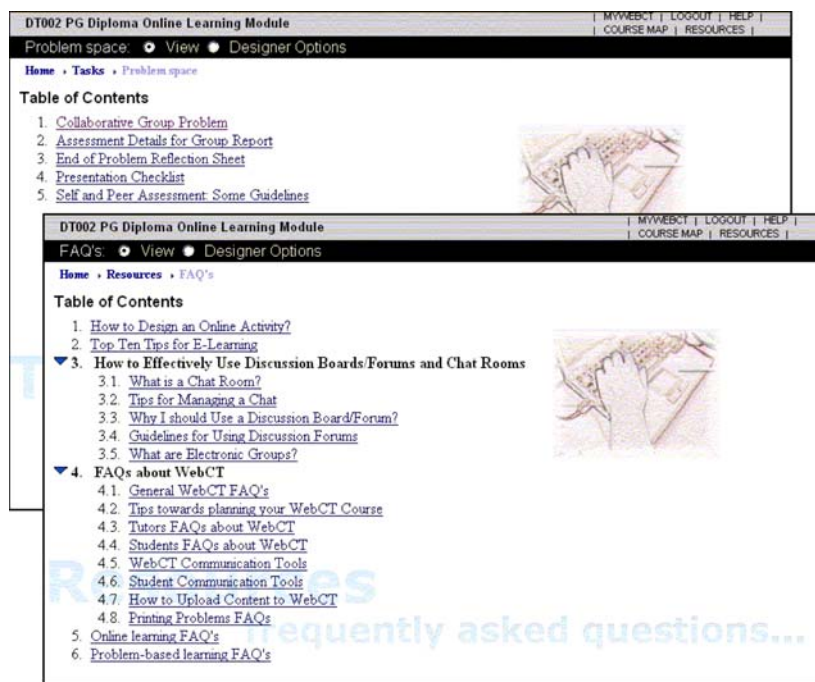 DT002 PG Diploma Online Learning Module
| MYWEBCT | LOGOUT | HELP |
| COURSE MAP | RESOURCES |
Problem space: View Designer Options
Home › Tasks › Problem space
Table of Contents
1. Collaborative Group Problem
2. Assessment Details for Group Report
3. End of Problem Reflection Sheet
4. Presentation Checklist
5. Self and Peer Assessment: Some Guidelines
DT002 PG Diploma Online Learning Module
| MYWEBCT | LOGOUT | HELP |
| COURSE MAP | RESOURCES |
FAQ's: View Designer Options
Home › Resources › FAQ's
Table of Contents
1. How to Design an Online Activity?
2. Top Ten Tips for E-Learning
3. How to Effectively Use Discussion Boards/Forums and Chat Rooms
3.1. What is a Chat Room?
3.2. Tips for Managing a Chat
3.3. Why I should Use a Discussion Board/Forum?
3.4. Guidelines for Using Discussion Forums
3.5. What are Electronic Groups?
4. FAQs about WebCT
4.1. General WebCT FAQ's
4.2. Tips towards planning your WebCT Course
4.3. Tutors FAQs about WebCT
4.4. Students FAQs about WebCT
4.5. WebCT Communication Tools
4.6. Student Communication Tools
4.7. How to Upload Content to WebCT
4.8. Printing Problems FAQs
5. Online learning FAQ's
6. Problem-based learning FAQ's
Resources
frequently asked questions...